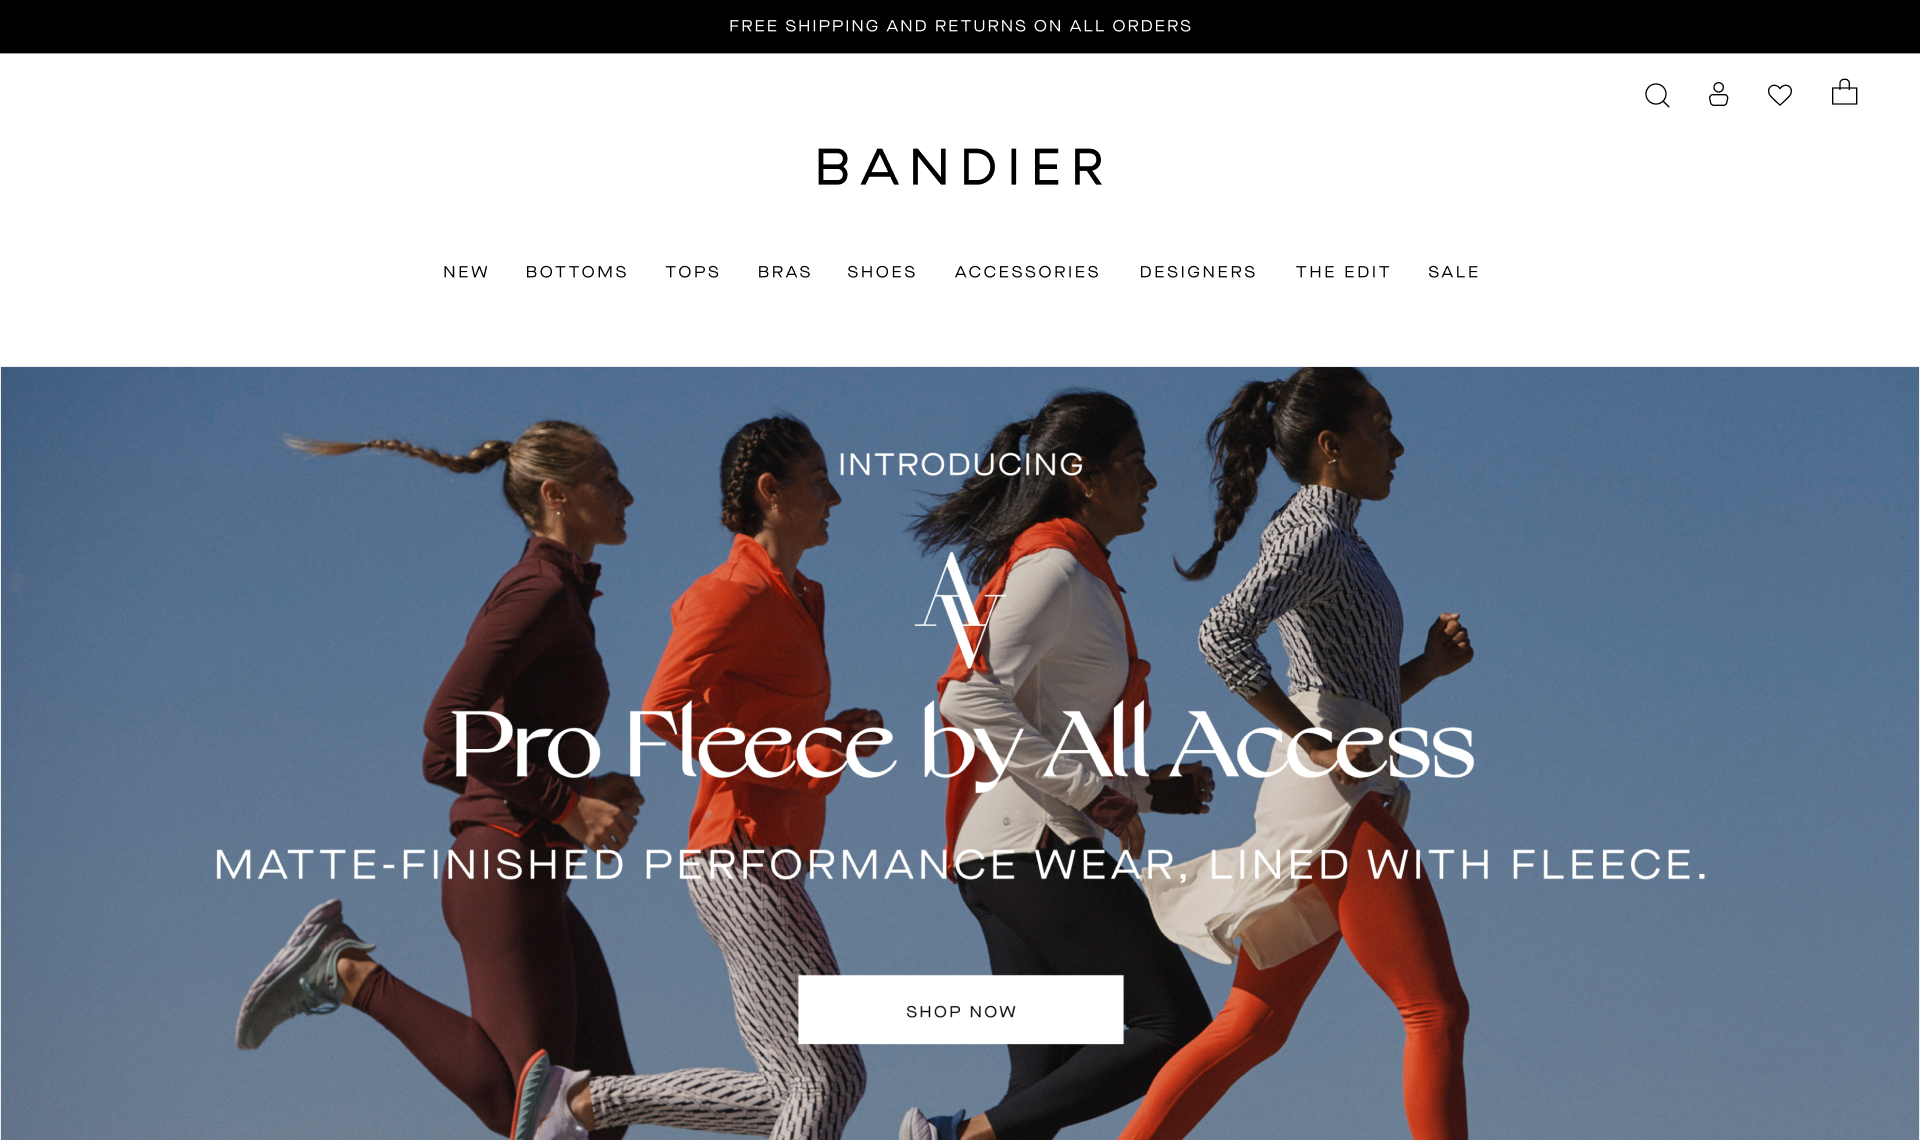 FREE SHIPPING AND RETURNS ON ALL ORDERS
BANDIER
NEW BOTTOMS TOPS BRAS SHOES ACCESSORIES DESIGNERS THE EDIT SALE
INTRODUCING
AA
Pro Fleece by All Access
MATTE-FINISHED PERFORMANCE WEAR, LINED WITH FLEECE.
SHOP NOW